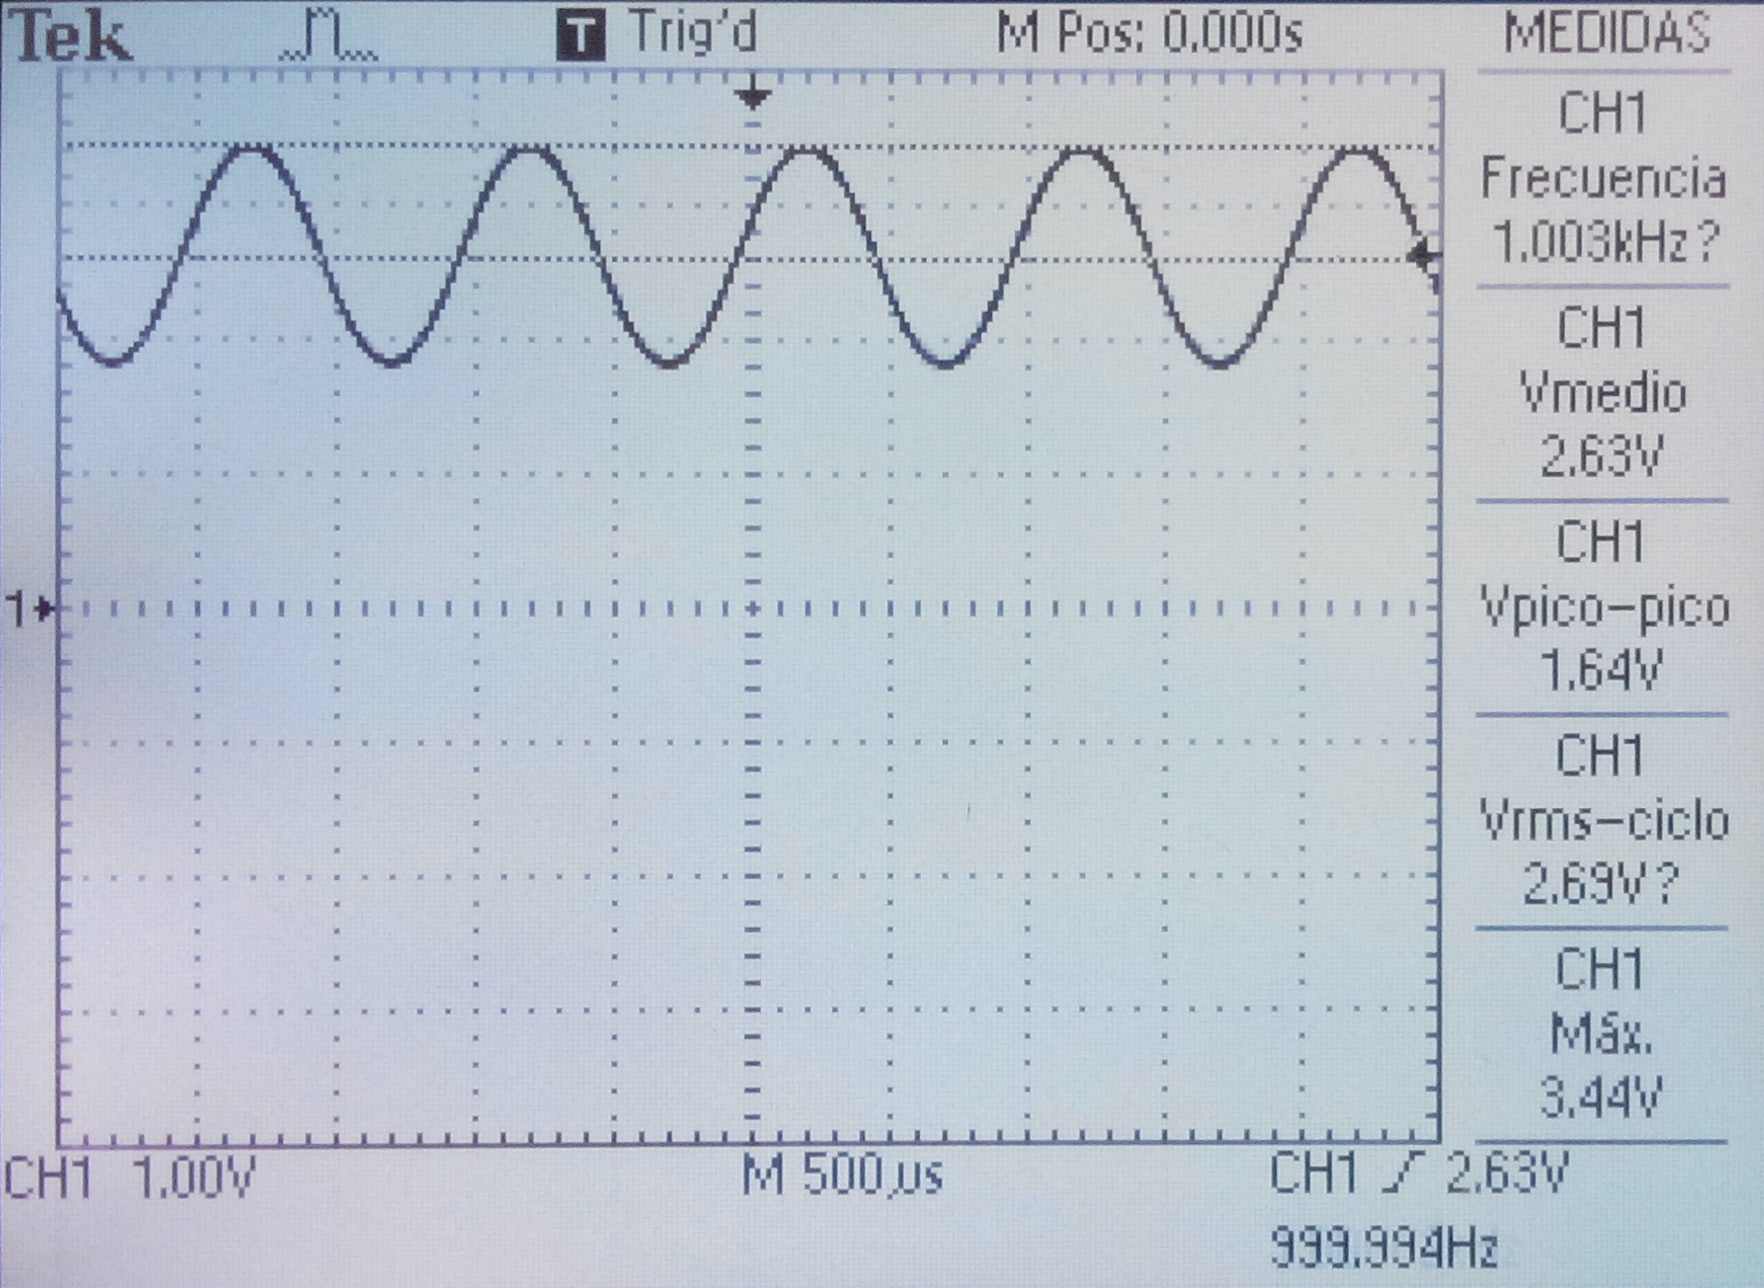 Tek T Trig'd M Pos: 0.000s MEDIDAS
CH1
Frecuencia
1.003kHz?
CH1
Vmedio
2.63V
CH1
Vpico-pico
1.64V
CH1
Vrms-ciclo
2.69V?
CH1
Máx.
3.44V
1
CH1 1.00V M 500µs CH1 2.63V
999.994Hz